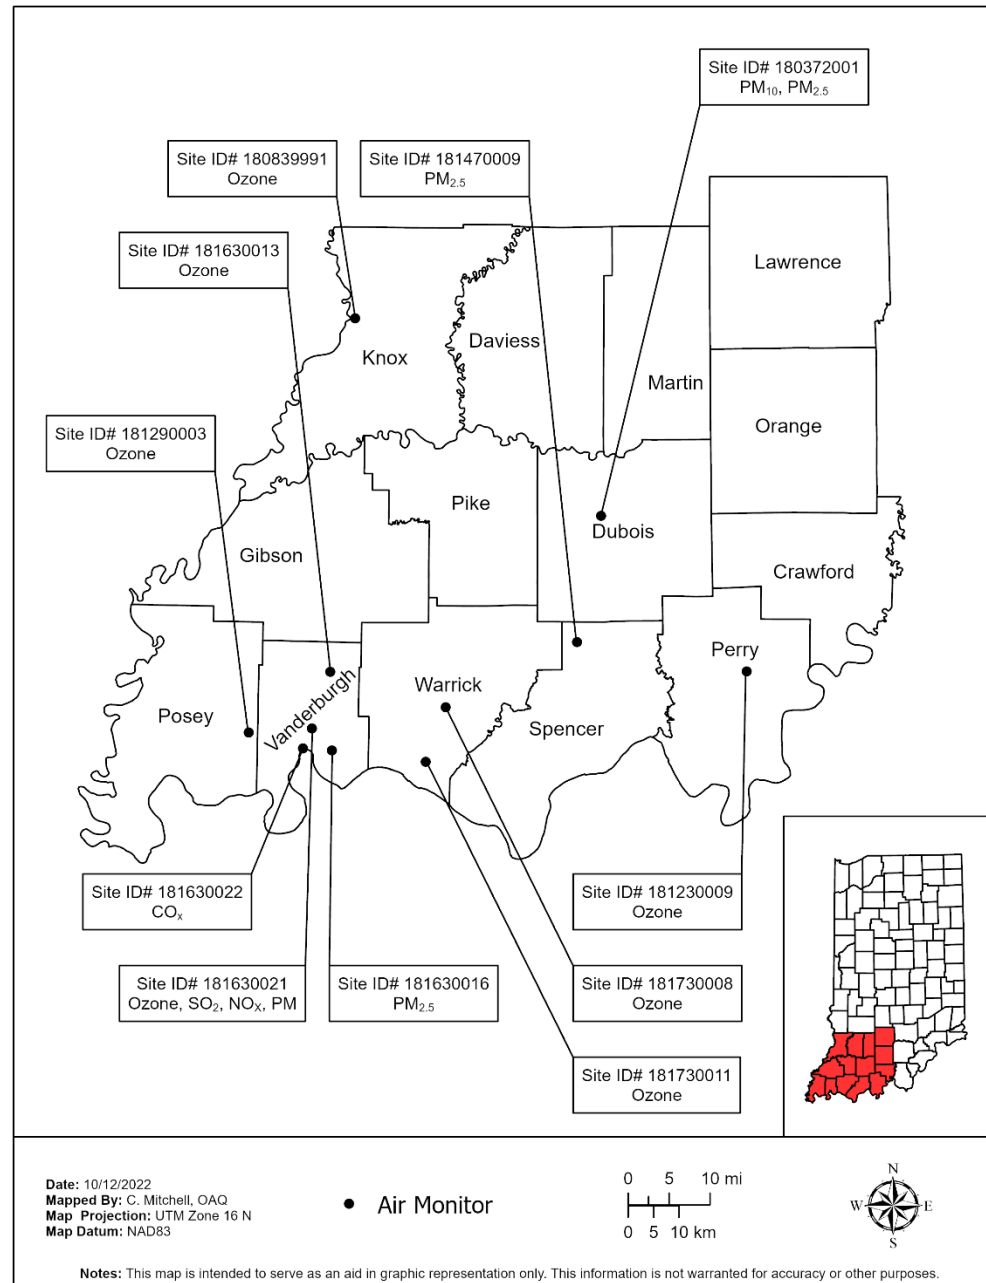 Site ID# 180372001
PM₁₀, PM₂.₅
Site ID# 180839991
Ozone
Site ID# 181470009
PM₂.₅
Site ID# 181630013
Ozone
Lawrence
Knox
Daviess
Martin
Site ID# 181290003
Ozone
Orange
Pike
Dubois
Gibson
Crawford
Perry
Warrick
Posey
Vanderburgh
Spencer
Site ID# 181630022
COₓ
Site ID# 181230009
Ozone
Site ID# 181630021
Ozone, SO₂, NOₓ, PM
Site ID# 181630016
PM₂.₅
Site ID# 181730008
Ozone
Site ID# 181730011
Ozone
Date: 10/12/2022
Mapped By: C. Mitchell, OAQ
Map Projection: UTM Zone 16 N
Map Datum: NAD83
Air Monitor
0 5 10 mi
0 5 10 km
N
W E
S
Notes: This map is intended to serve as an aid in graphic representation only. This information is not warranted for accuracy or other purposes.